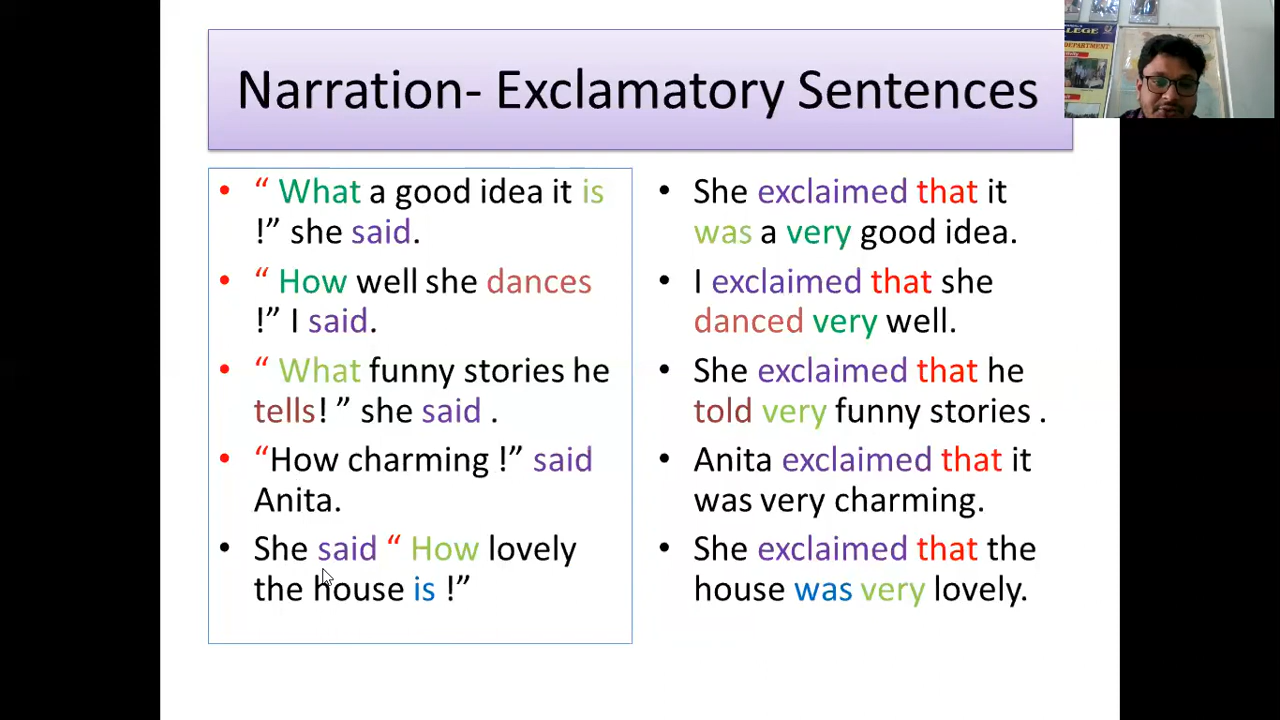 Narration- Exclamatory Sentences
LEGE
DEPARTMENT
• “ What a good idea it is
!” she said.
• “ How well she dances
!” I said.
• “ What funny stories he
tells! ” she said .
• “How charming !” said
Anita.
• She said “ How lovely
the house is !”
• She exclaimed that it
was a very good idea.
• I exclaimed that she
danced very well.
• She exclaimed that he
told very funny stories .
• Anita exclaimed that it
was very charming.
• She exclaimed that the
house was very lovely.